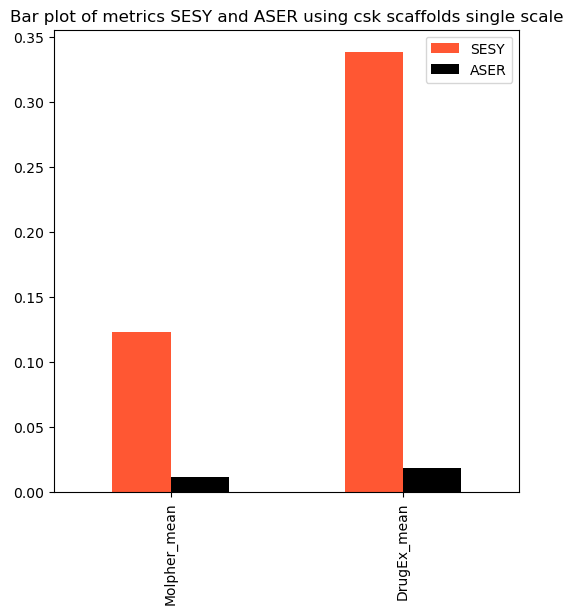 Bar plot of metrics SESY and ASER using csk scaffolds single scale
SESY
ASER
0.35
0.30
0.25
0.20
0.15
0.10
0.05
0.00
Molpher_mean
DrugEx_mean